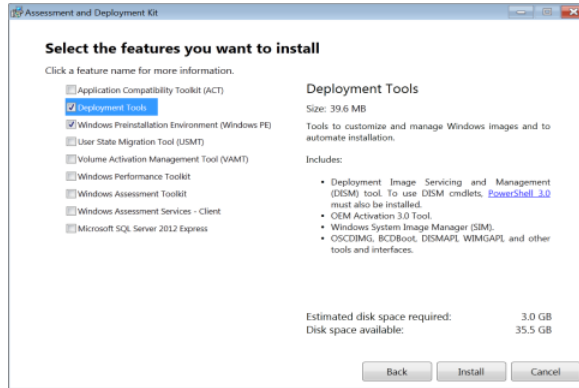 Assessment and Deployment Kit
Select the features you want to install
Click a feature name for more information.
Application Compatibility Toolkit (ACT)
Deployment Tools
Windows Preinstallation Environment (Windows PE)
User State Migration Tool (USMT)
Volume Activation Management Tool (VAMT)
Windows Performance Toolkit
Windows Assessment Toolkit
Windows Assessment Services - Client
Microsoft SQL Server 2012 Express
Deployment Tools
Size: 39.6 MB
Tools to customize and manage Windows images and to
automate installation.
Includes:
• Deployment Image Servicing and Management
(DISM) tool. To use DISM cmdlets, PowerShell 3.0
must also be installed.
• OEM Activation 3.0 Tool.
• Windows System Image Manager (SIM).
• OSCDIMG, BCDBoot, DISMAPI, WIMGAPI, and other
tools and interfaces.
Estimated disk space required: 3.0 GB
Disk space available: 35.5 GB
Back Install Cancel